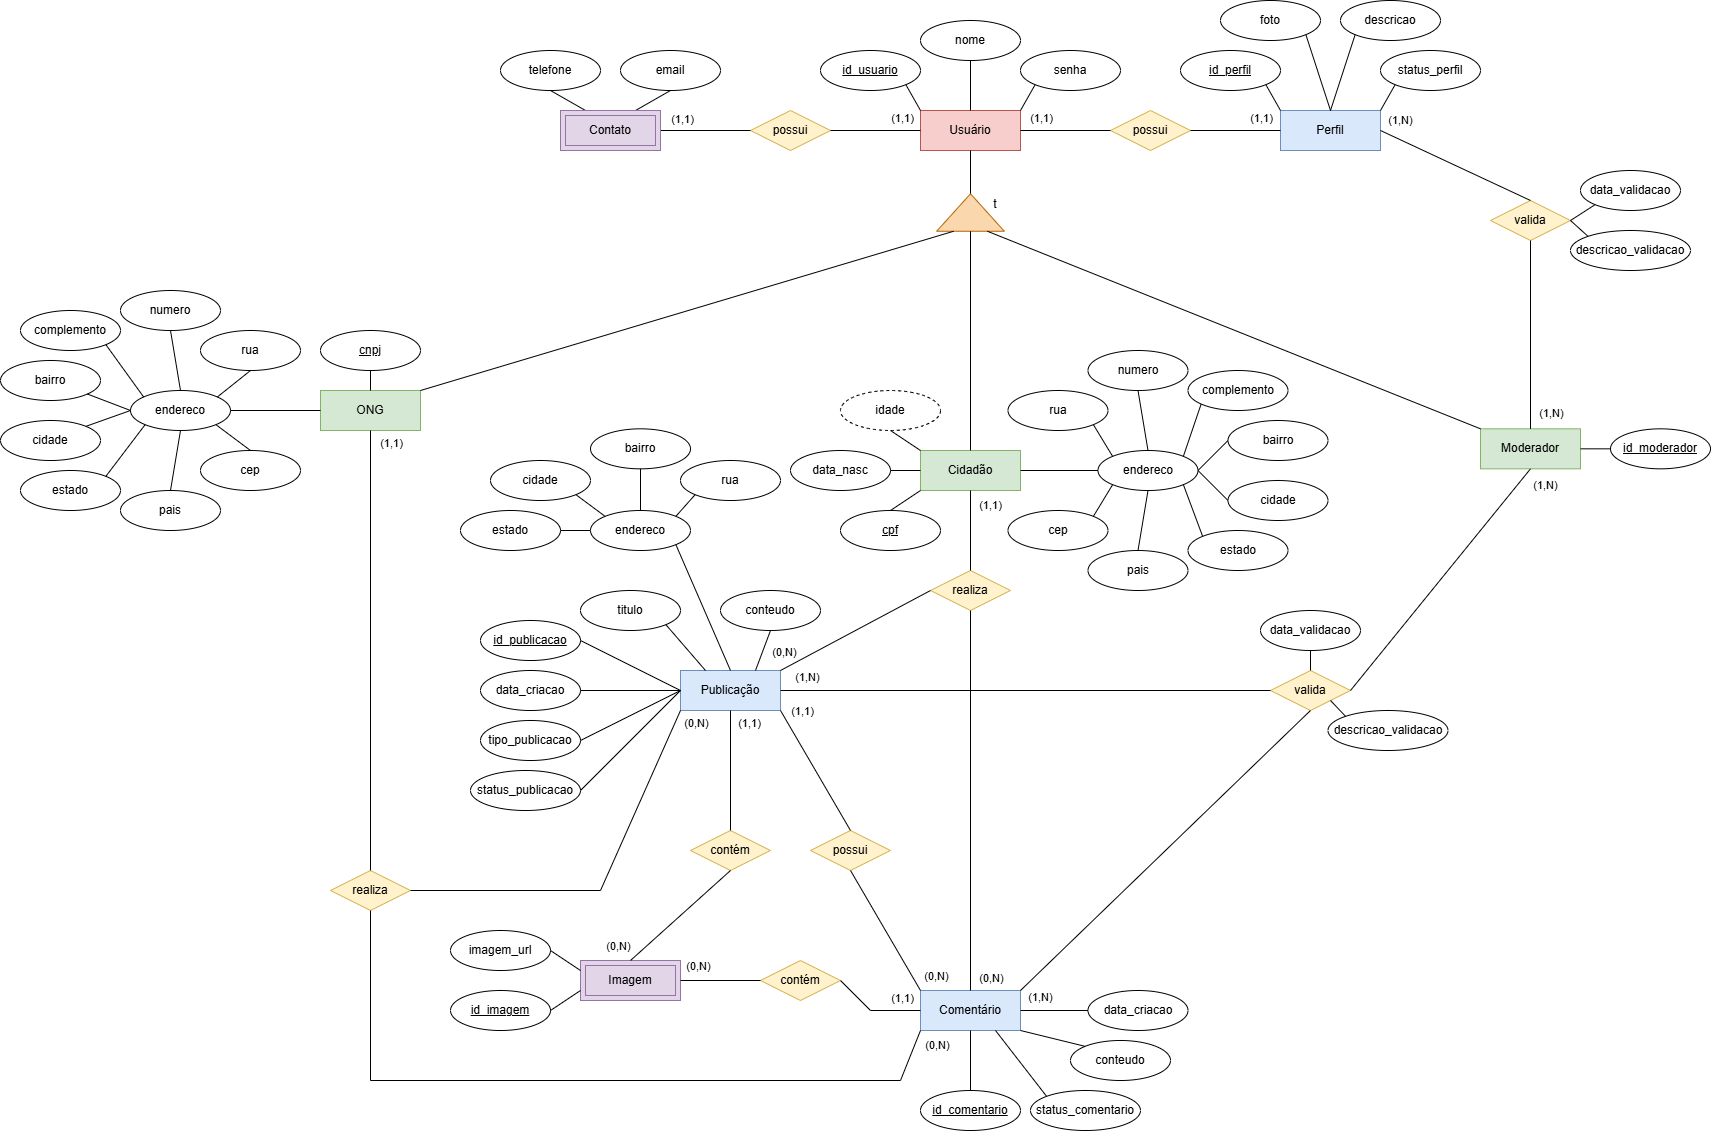 foto
descricao
nome
telefone
email
id_usuario
senha
id_perfil
status_perfil
Contato
(1,1)
possui
(1,1)
Usuário
(1,1)
possui
(1,1)
Perfil
(1,N)
data_validacao
t
valida
descricao_validacao
numero
complemento
rua
cnpj
bairro
endereco
ONG
cidade
(1,1)
estado
cep
pais
numero
complemento
idade
rua
bairro
data_nasc
Cidadão
endereco
cidade
cpf
(1,1)
cep
estado
pais
(1,N)
Moderador
id_moderador
(1,N)
bairro
cidade
rua
estado
endereco
realiza
titulo
conteudo
id_publicacao
(0,N)
data_criacao
Publicação
(1,N)
tipo_publicacao
(0,N)
(1,1)
(1,1)
status_publicacao
data_validacao
valida
descricao_validacao
contém
possui
realiza
imagem_url
(0,N)
Imagem
(0,N)
contém
id_imagem
(0,N)
(0,N)
(1,1)
Comentário
(1,N)
data_criacao
(0,N)
conteudo
id_comentario
status_comentario